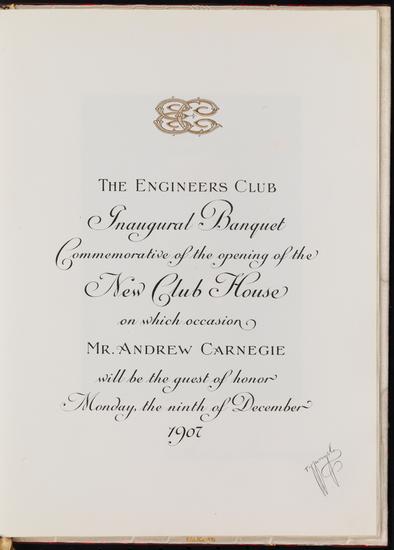 THE ENGINEERS CLUB
Inaugural Banquet
Commemorative of the opening of the
New Club House
on which occasion
MR. ANDREW CARNEGIE
will be the guest of honor
Monday, the ninth of December
1907